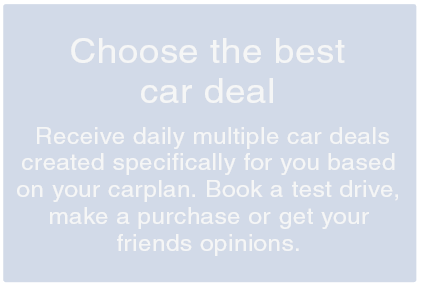 Choose the best
car deal
Receive daily multiple car deals
created specifically for you based
on your carplan. Book a test drive,
make a purchase or get your
friends opinions.